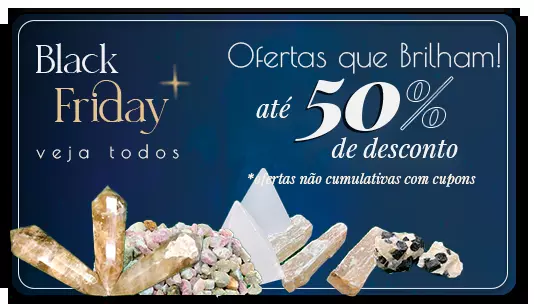 Black
Friday
veja todos
Ofertas que Brilham!
até 50%
de desconto
*ofertas não cumulativas com cupons